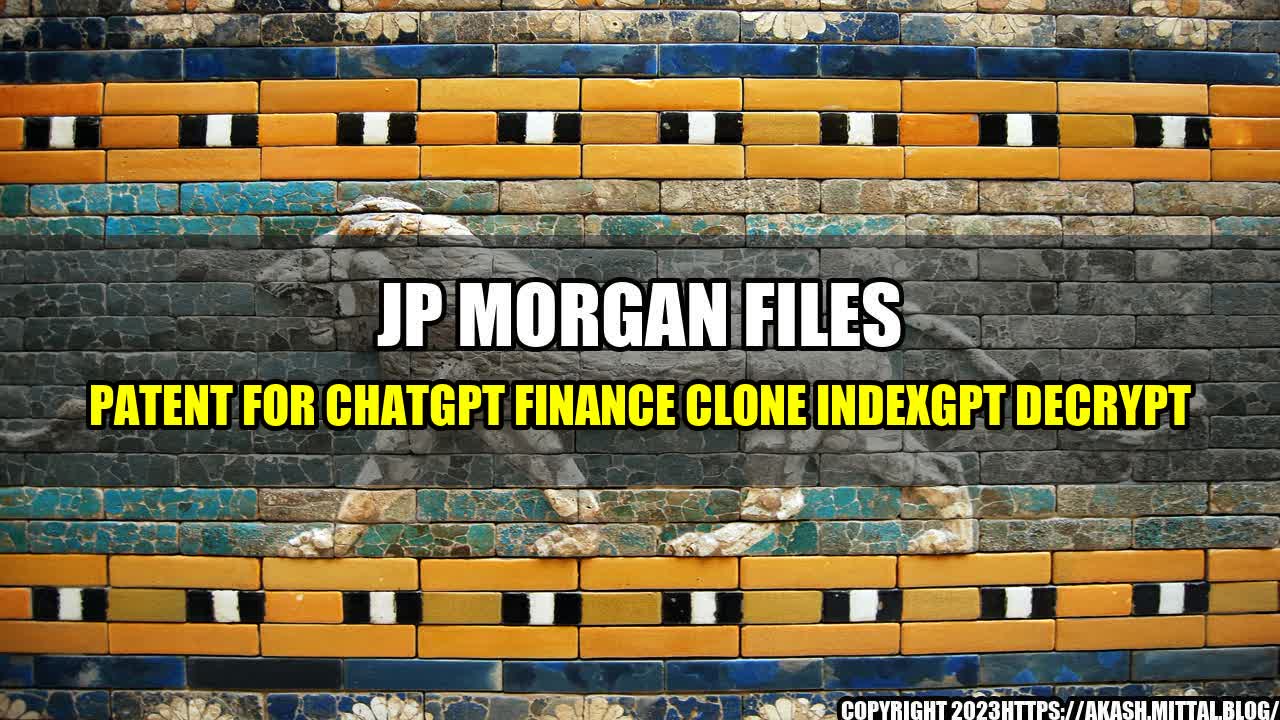 JP MORGAN FILES
PATENT FOR CHATGPT FINANCE CLONE INDEXGPT DECRYPT
COPYRIGHT 2023HTTPS://AKASH.MITTAL.BLOG/